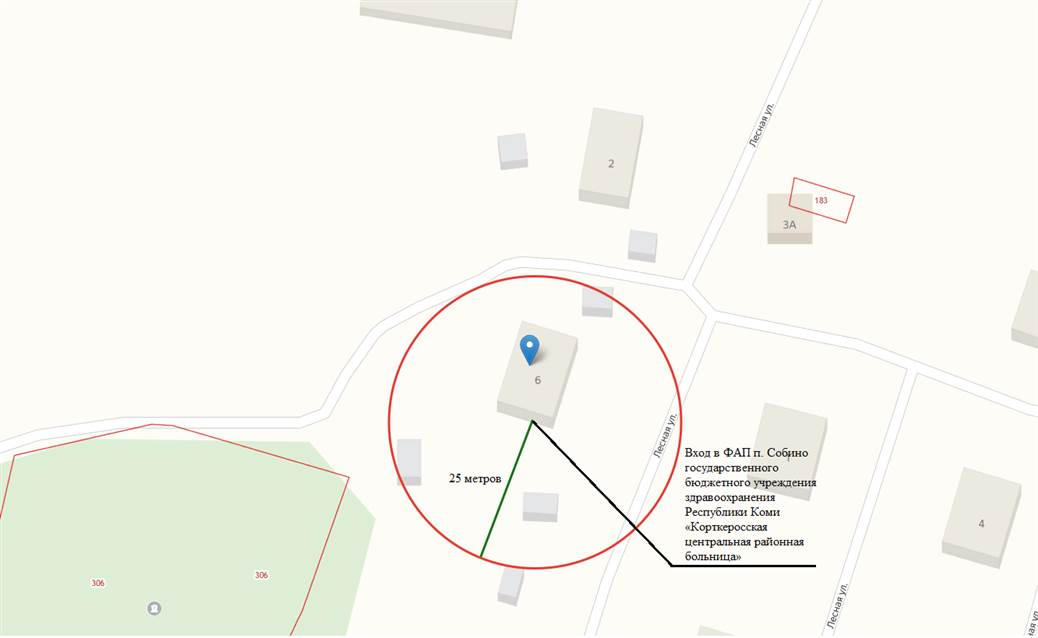 2
Лесная ул.
183
3А
6
Лесная ул.
25 метров
Вход в ФАП п. Собино
государственного
бюджетного учреждения
здравоохранения
Республики Коми
«Корткеросская
центральная районная
больница»
4
306
306
Лесная ул.